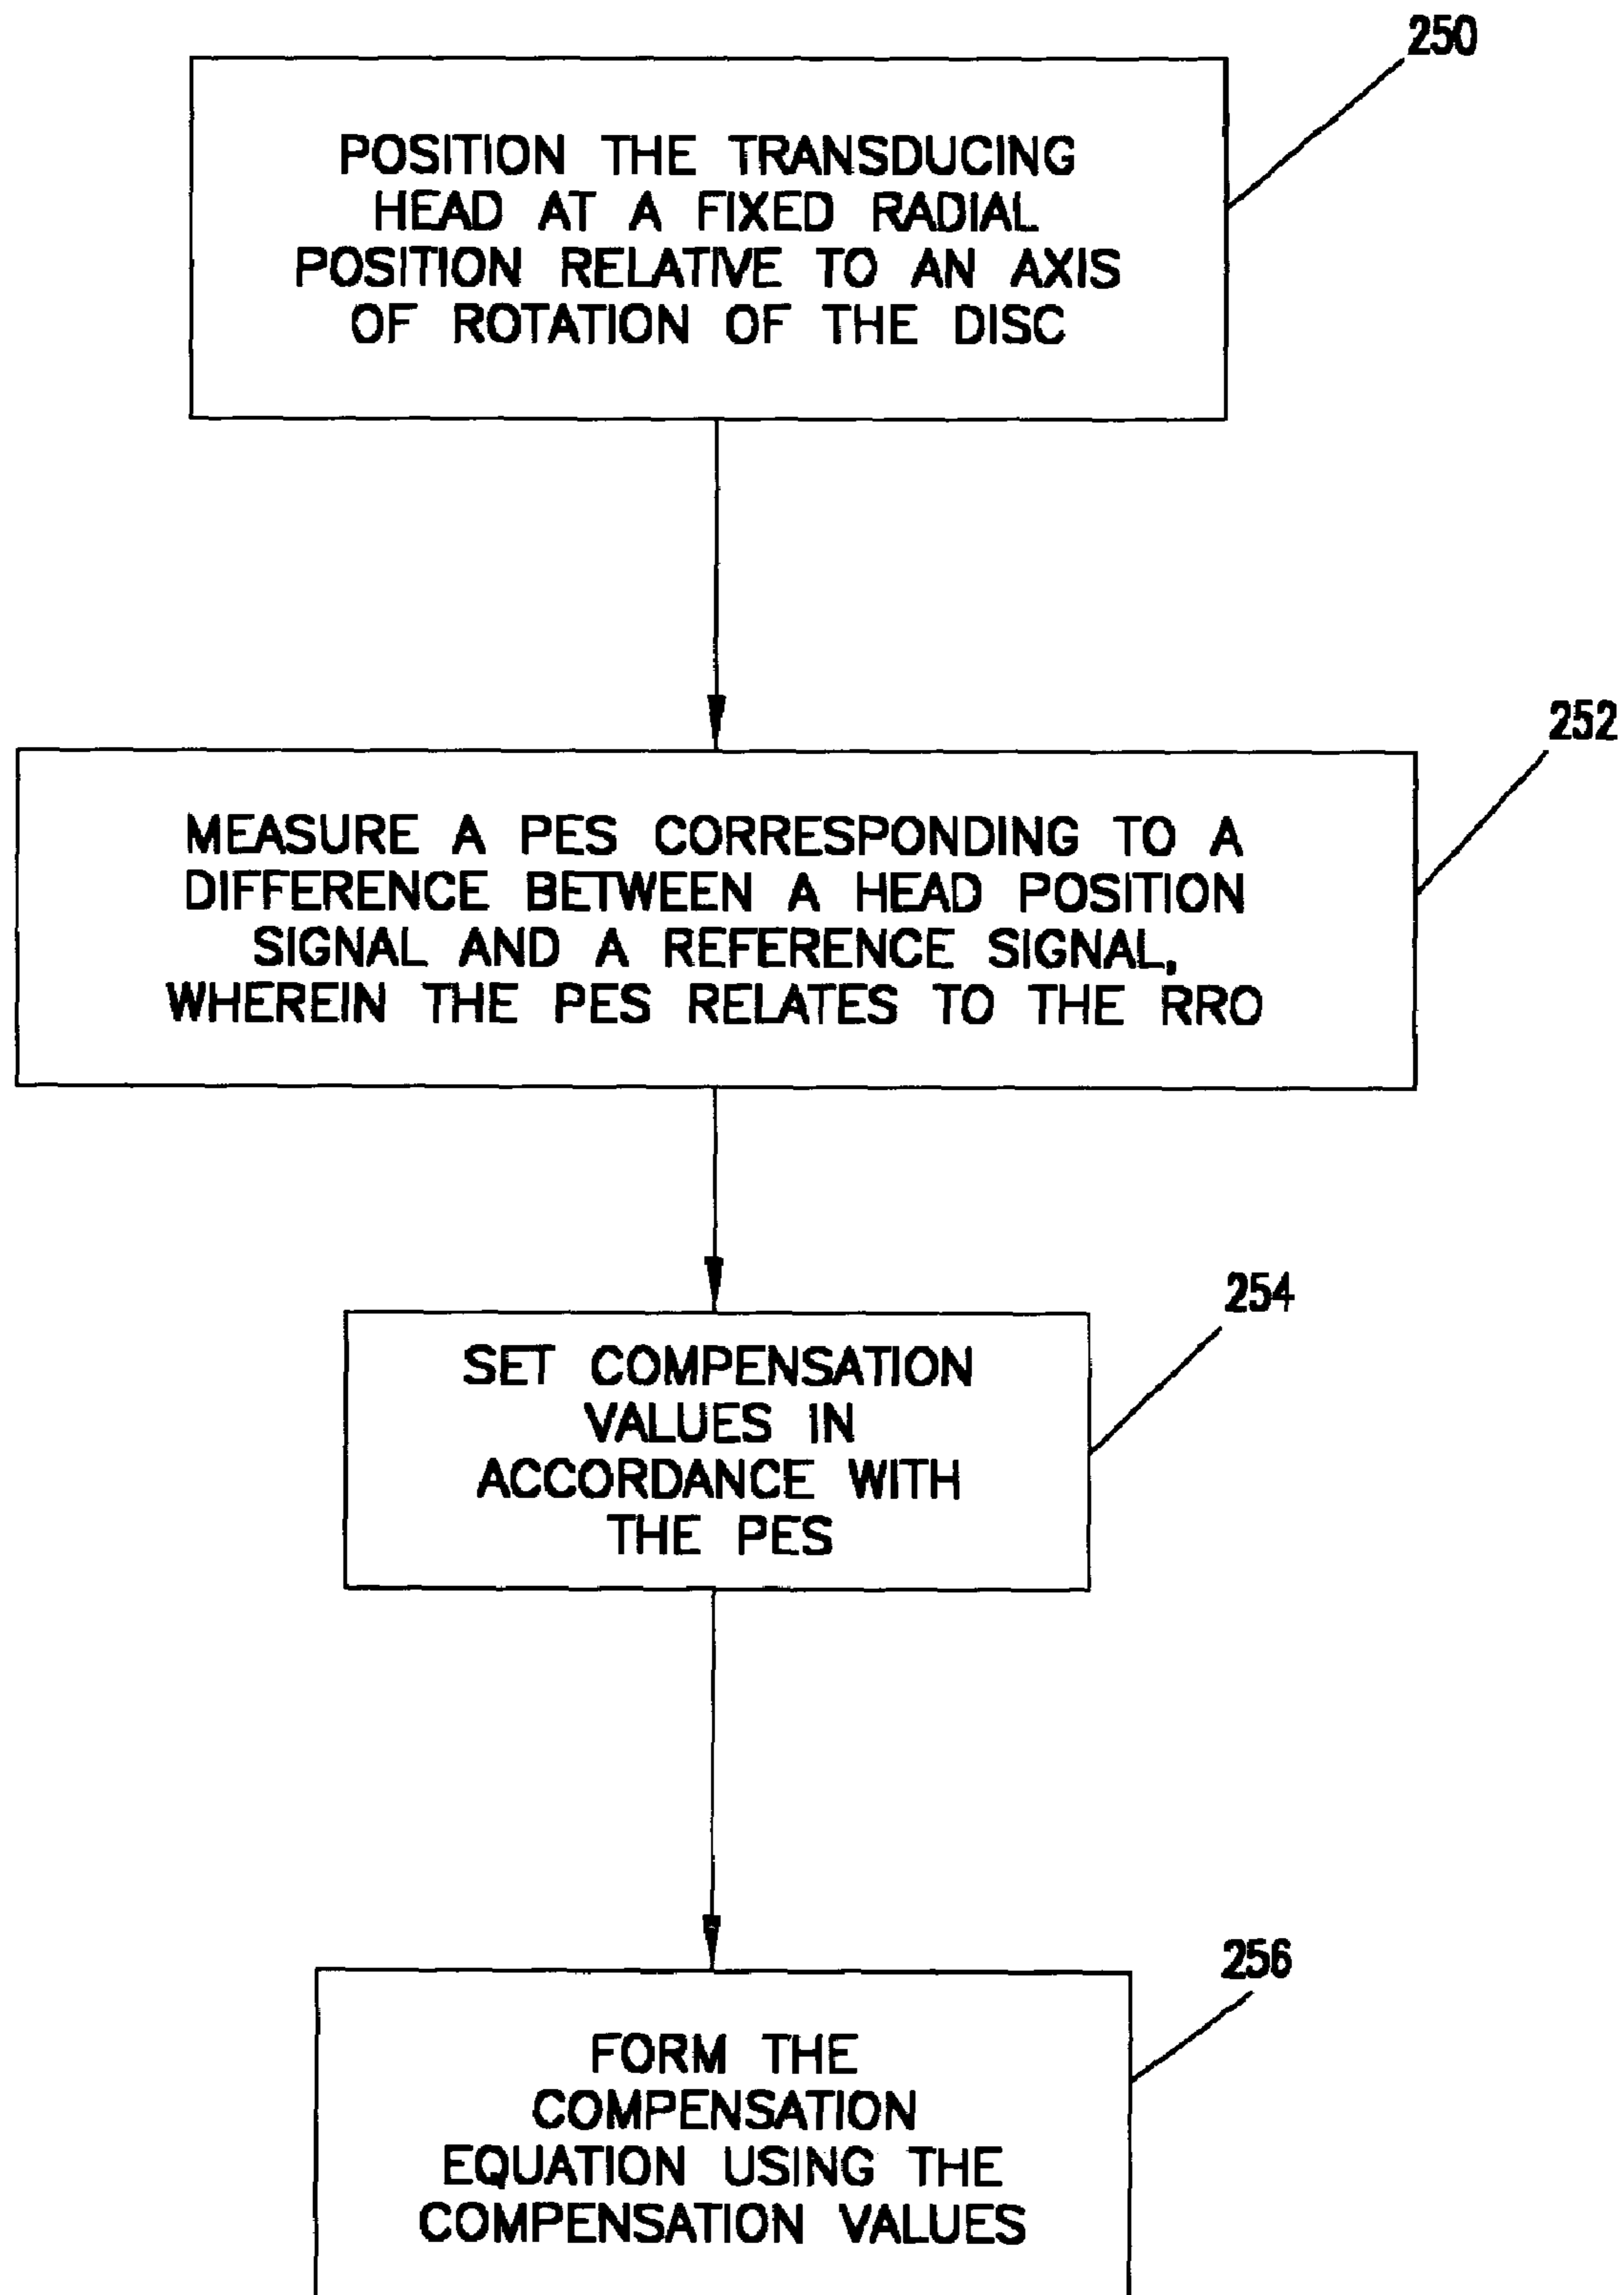 250
POSITION THE TRANSDUCING
HEAD AT A FIXED RADIAL
POSITION RELATIVE TO AN AXIS
OF ROTATION OF THE DISC
252
MEASURE A PES CORRESPONDING TO A
DIFFERENCE BETWEEN A HEAD POSITION
SIGNAL AND A REFERENCE SIGNAL,
WHEREIN THE PES RELATES TO THE RRO
254
SET COMPENSATION
VALUES IN
ACCORDANCE WITH
THE PES
256
FORM THE
COMPENSATION
EQUATION USING THE
COMPENSATION VALUES